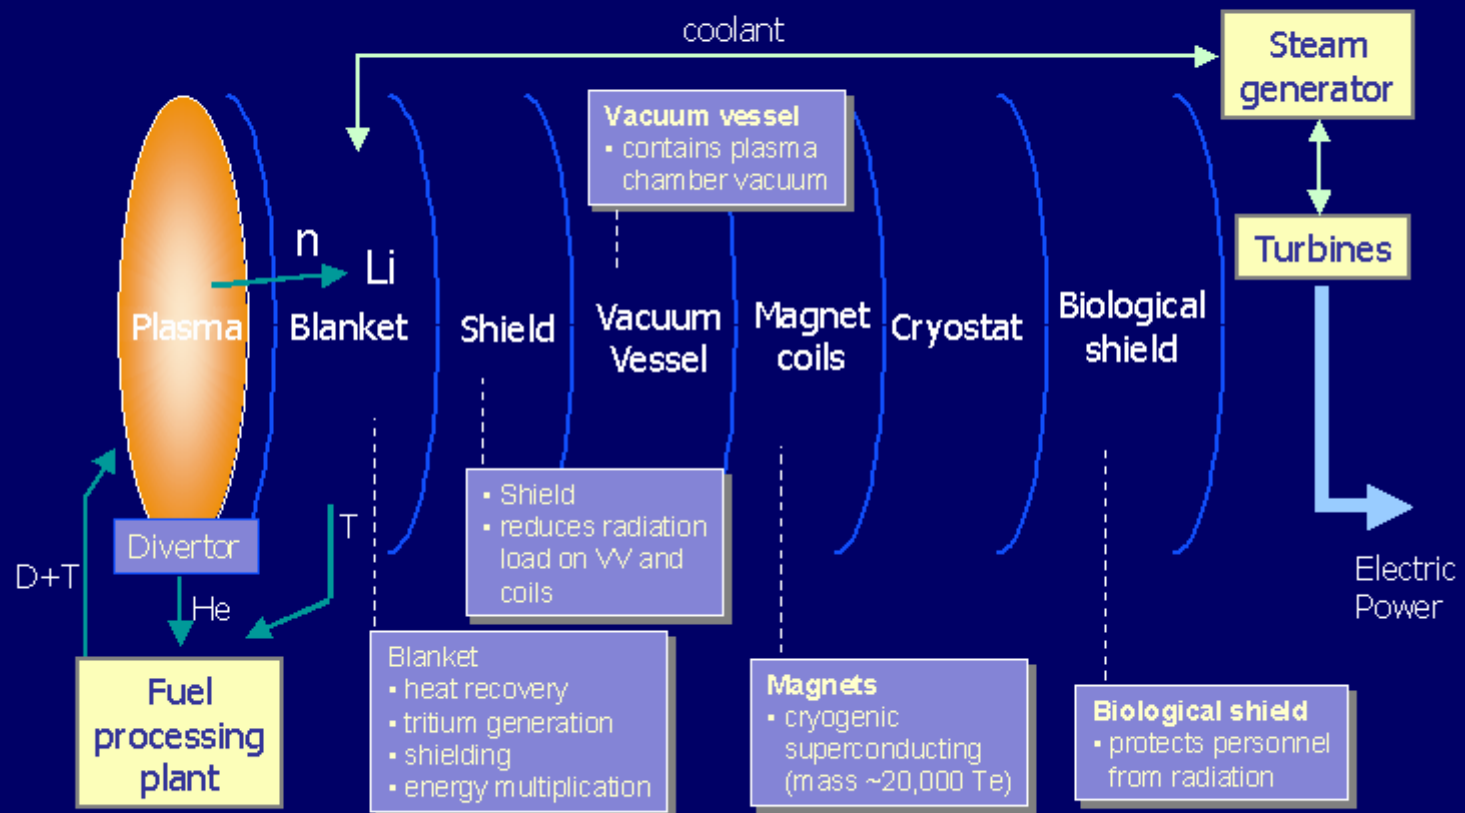 coolant
Steam
generator
Vacuum vessel
▪ contains plasma
chamber vacuum
n
Li
Turbines
Plasma
Blanket
Shield
Vacuum
Vessel
Magnet
coils
Cryostat
Biological
shield
▪ Shield
▪ reduces radiation
load on VV and
coils
Divertor
T
D+T
He
Electric
Power
Fuel
processing
plant
Blanket
▪ heat recovery
▪ tritium generation
▪ shielding
▪ energy multiplication
Magnets
▪ cryogenic
superconducting
(mass ~20,000 Te)
Biological shield
▪ protects personnel
from radiation